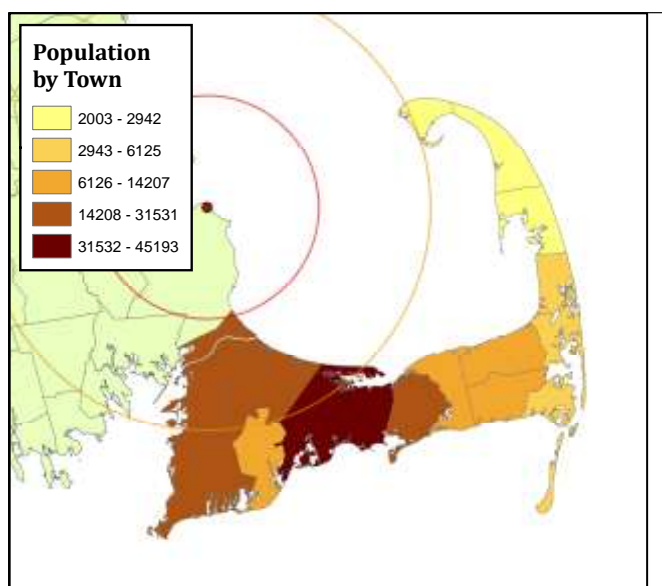 Population
by Town
2003 - 2942
2943 - 6125
6126 - 14207
14208 - 31531
31532 - 45193